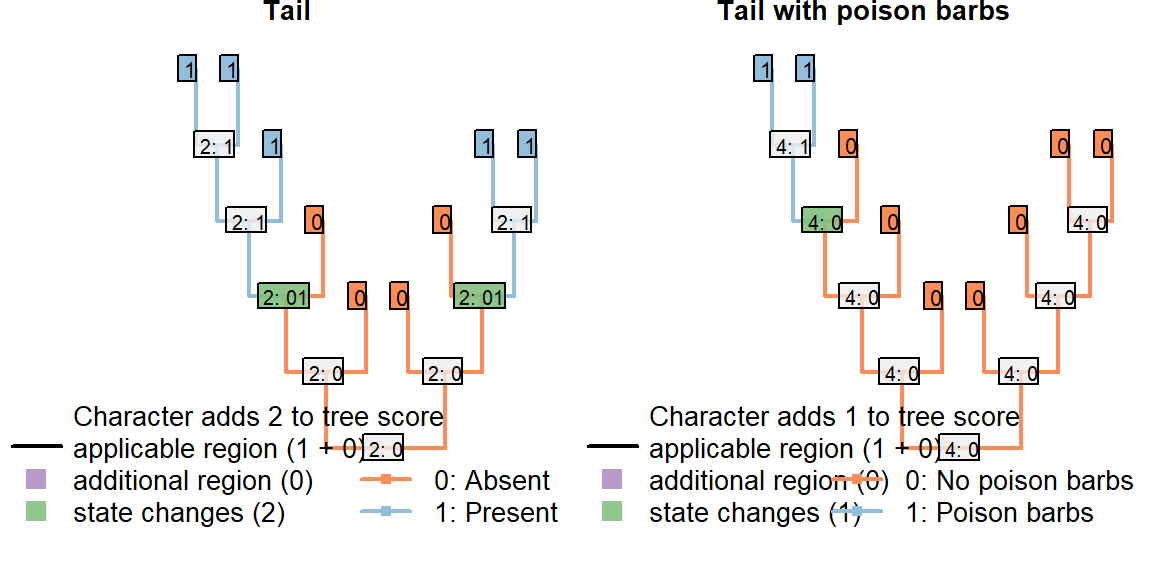 Tail
1 1
2: 1 1 1 1
2: 1 0 0 2: 1
2: 01 0 0 2: 01
2: 0 2: 0
2: 0
Character adds 2 to tree score
applicable region (1 + 0)
additional region (0)
state changes (2)
0: Absent
1: Present
Tail with poison barbs
1 1
4: 1 0 0 0
4: 0 0 0 4: 0
4: 0 0 0 4: 0
4: 0 4: 0
4: 0
Character adds 1 to tree score
applicable region (1 + 0)
additional region (0)
state changes (1)
0: No poison barbs
1: Poison barbs